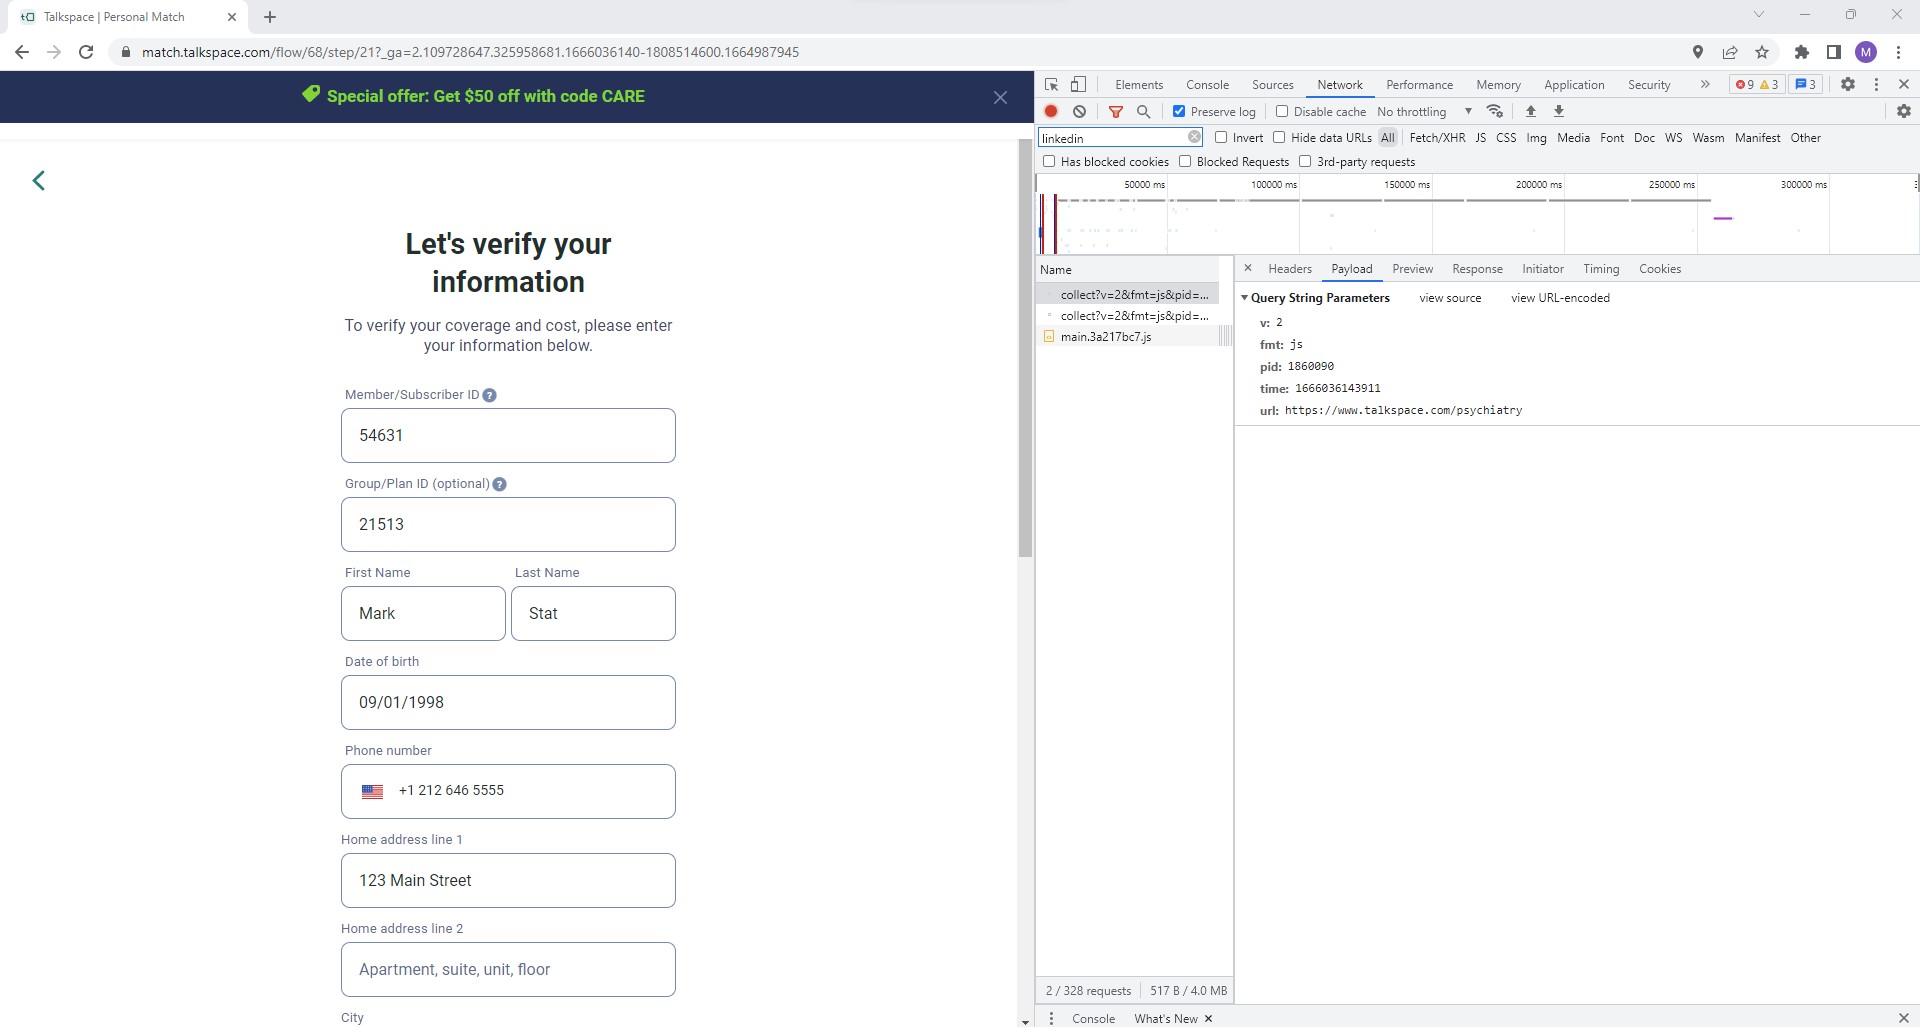 Talkspace | Personal Match
match.talkspace.com/flow/68/step/21?_ga=2.109728647.325958681.1666036140-1808514600.1664987945
M
Special offer: Get $50 off with code CARE
Let's verify your
information
To verify your coverage and cost, please enter
your information below.
Member/Subscriber ID ?
54631
Group/Plan ID (optional) ?
21513
First Name Last Name
Mark Stat
Date of birth
09/01/1998
Phone number
+1 212 646 5555
Home address line 1
123 Main Street
Home address line 2
Apartment, suite, unit, floor
City
Elements Console Sources Network Performance Memory Application Security » 9 3 3
Preserve log Disable cache No throttling
linkedin Invert Hide data URLs All Fetch/XHR JS CSS Img Media Font Doc WS Wasm Manifest Other
Has blocked cookies Blocked Requests 3rd-party requests
50000 ms 100000 ms 150000 ms 200000 ms 250000 ms 300000 ms
Name
collect?v=2&fmt=js&pid=...
collect?v=2&fmt=js&pid=...
main.3a217bc7.js
Headers Payload Preview Response Initiator Timing Cookies
Query String Parameters view source view URL-encoded
v: 2
fmt: js
pid: 1860090
time: 1666036143911
url: https://www.talkspace.com/psychiatry
2 / 328 requests 517 B / 4.0 MB
Console What's New